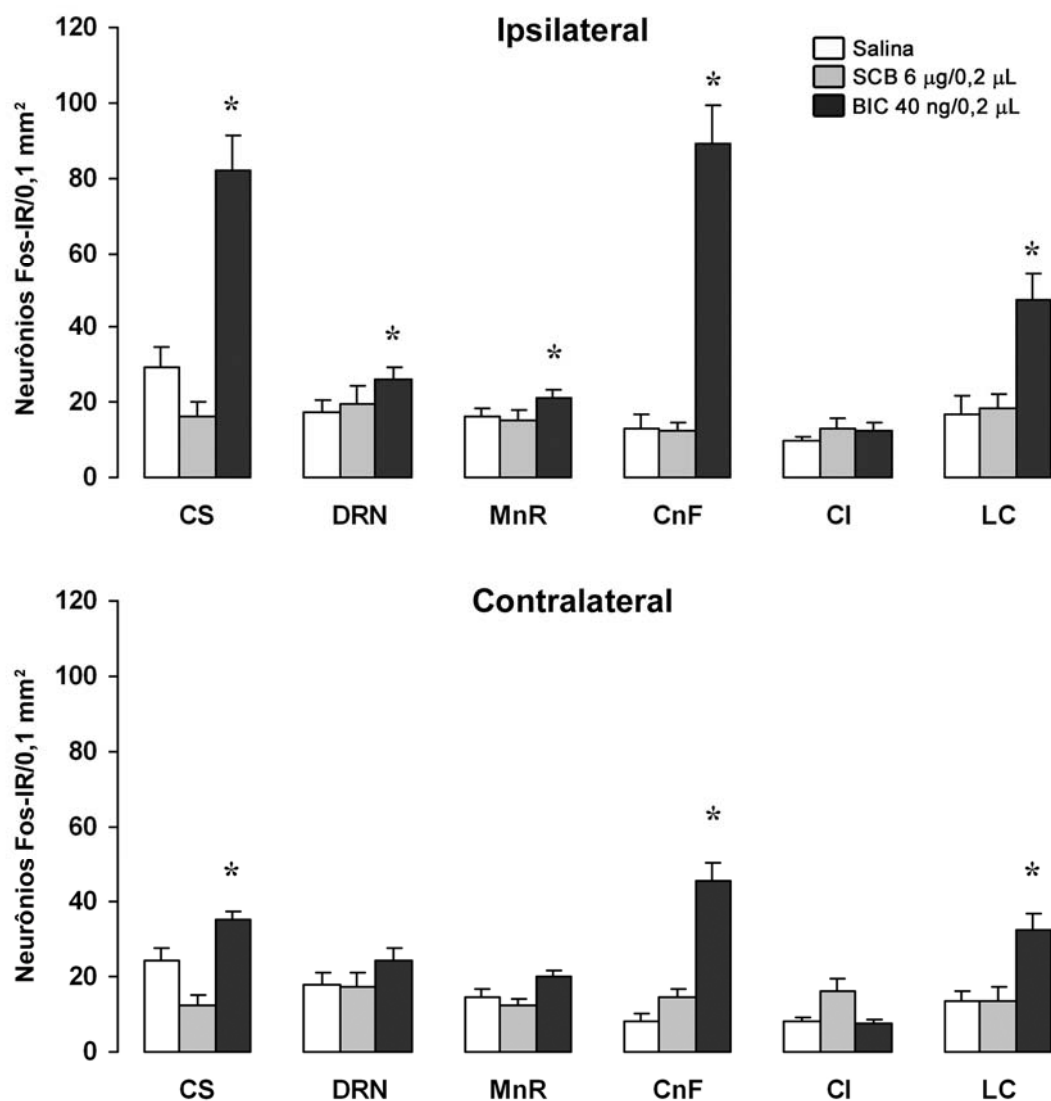 Ipsilateral
Salina
SCB 6 μg/0,2 μL
BIC 40 ng/0,2 μL
Neurônios Fos-IR/0,1 mm²
120
100
80
60
40
20
0
* * * * *
CS DRN MnR CnF CI LC
Contralateral
Neurônios Fos-IR/0,1 mm²
120
100
80
60
40
20
0
* * *
CS DRN MnR CnF CI LC